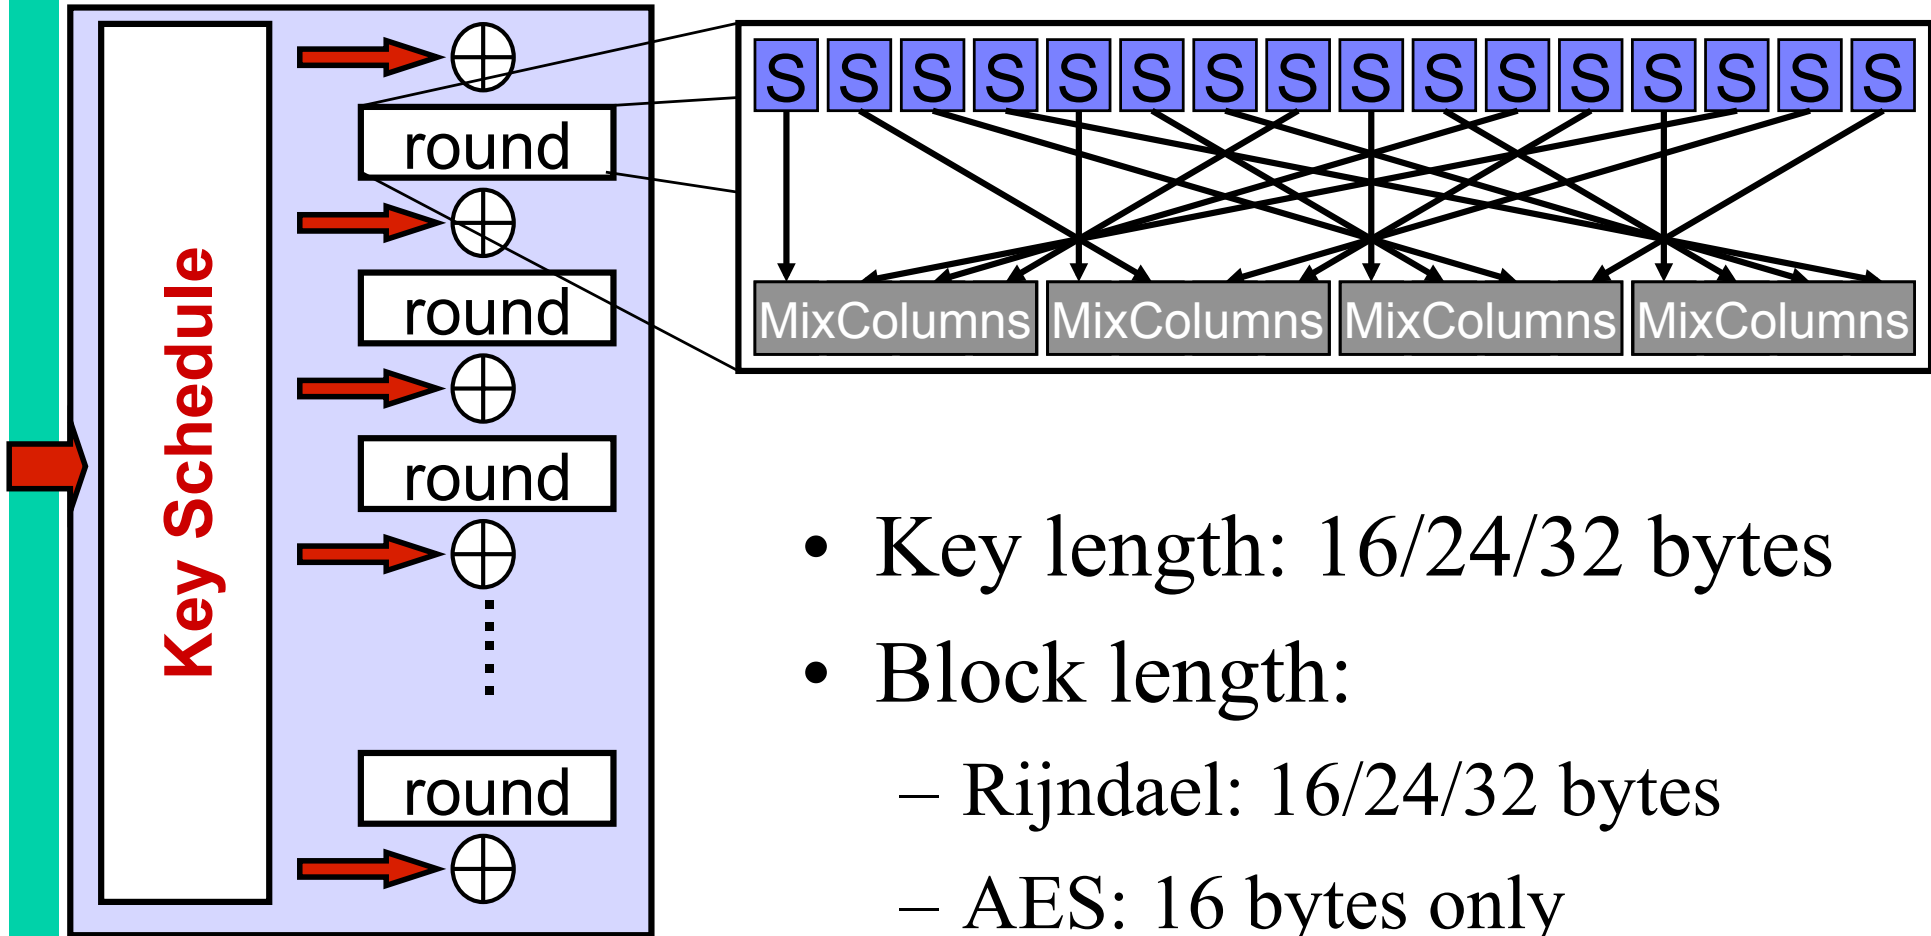 Key Schedule
round
round
round
round
S S S S S S S S S S S S S S S S
MixColumns MixColumns MixColumns MixColumns
• Key length: 16/24/32 bytes
• Block length:
– Rijndael: 16/24/32 bytes
– AES: 16 bytes only